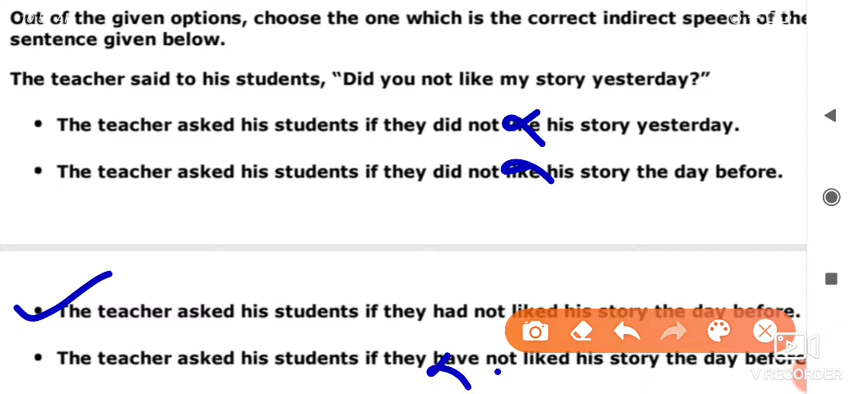 Out of the given options, choose the one which is the correct indirect speech of the
sentence given below.
The teacher said to his students, “Did you not like my story yesterday?”
• The teacher asked his students if they did not like his story yesterday.
• The teacher asked his students if they did not like his story the day before.
• The teacher asked his students if they had not liked his story the day before.
• The teacher asked his students if they have not liked his story the day before
V RECORDER